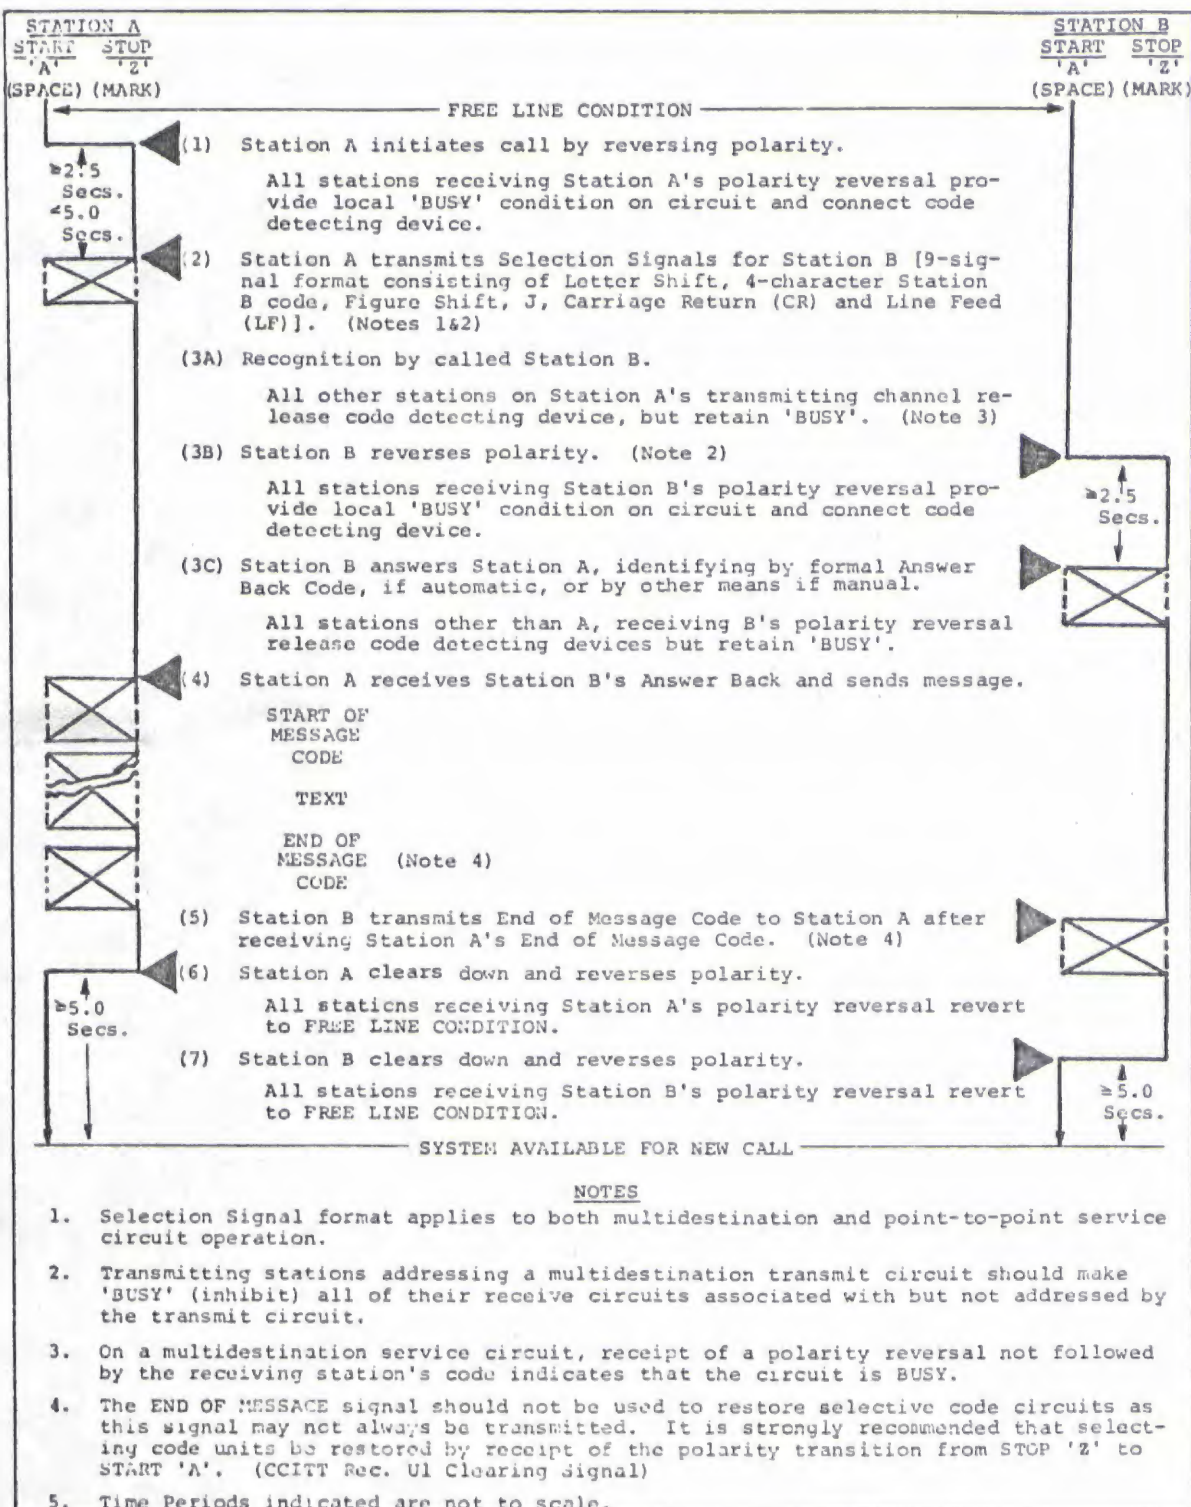 STATION A
START STOP
'A' 'Z'
(SPACE) (MARK)
STATION B
START STOP
'A' 'Z'
(SPACE) (MARK)
FREE LINE CONDITION
(1) Station A initiates call by reversing polarity.
All stations receiving Station A's polarity reversal pro-
vide local 'BUSY' condition on circuit and connect code
detecting device.
≥2.5
Secs.
≤5.0
Secs.
(2) Station A transmits Selection Signals for Station B [9-sig-
nal format consisting of Letter Shift, 4-character Station
B code, Figure Shift, J, Carriage Return (CR) and Line Feed
(LF)]. (Notes 1&2)
(3A) Recognition by called Station B.
All other stations on Station A's transmitting channel re-
lease code detecting device, but retain 'BUSY'. (Note 3)
(3B) Station B reverses polarity. (Note 2)
All stations receiving Station B's polarity reversal pro-
vide local 'BUSY' condition on circuit and connect code
detecting device.
≥2.5
Secs.
(3C) Station B answers Station A, identifying by formal Answer
Back Code, if automatic, or by other means if manual.
All stations other than A, receiving B's polarity reversal
release code detecting devices but retain 'BUSY'.
(4) Station A receives Station B's Answer Back and sends message.
START OF
MESSAGE
CODE
TEXT
END OF
MESSAGE (Note 4)
CODE
(5) Station B transmits End of Message Code to Station A after
receiving Station A's End of Message Code. (Note 4)
(6) Station A clears down and reverses polarity.
All stations receiving Station A's polarity reversal revert
to FREE LINE CONDITION.
≥5.0
Secs.
(7) Station B clears down and reverses polarity.
All stations receiving Station B's polarity reversal revert
to FREE LINE CONDITION.
≥5.0
Secs.
SYSTEM AVAILABLE FOR NEW CALL
NOTES
1. Selection Signal format applies to both multidestination and point-to-point service
circuit operation.
2. Transmitting stations addressing a multidestination transmit circuit should make
'BUSY' (inhibit) all of their receive circuits associated with but not addressed by
the transmit circuit.
3. On a multidestination service circuit, receipt of a polarity reversal not followed
by the receiving station's code indicates that the circuit is BUSY.
4. The END OF MESSAGE signal should not be used to restore selective code circuits as
this signal may not always be transmitted. It is strongly recommended that select-
ing code units be restored by receipt of the polarity transition from STOP 'Z' to
START 'A'. (CCITT Rec. U1 Clearing signal)
5. Time Periods indicated are not to scale.